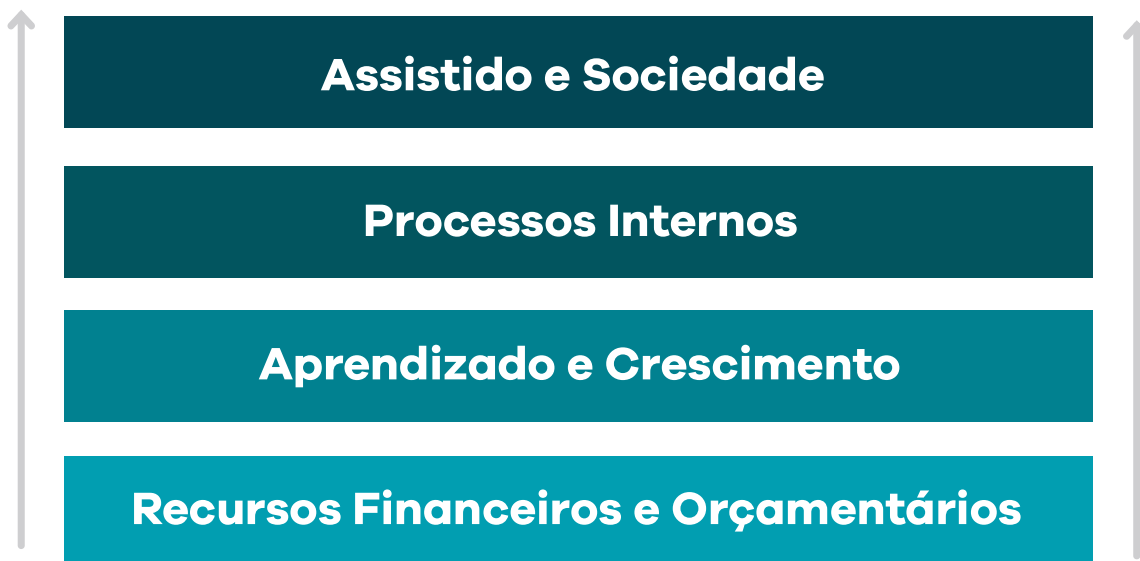 Assistido e Sociedade
Processos Internos
Aprendizado e Crescimento
Recursos Financeiros e Orçamentários